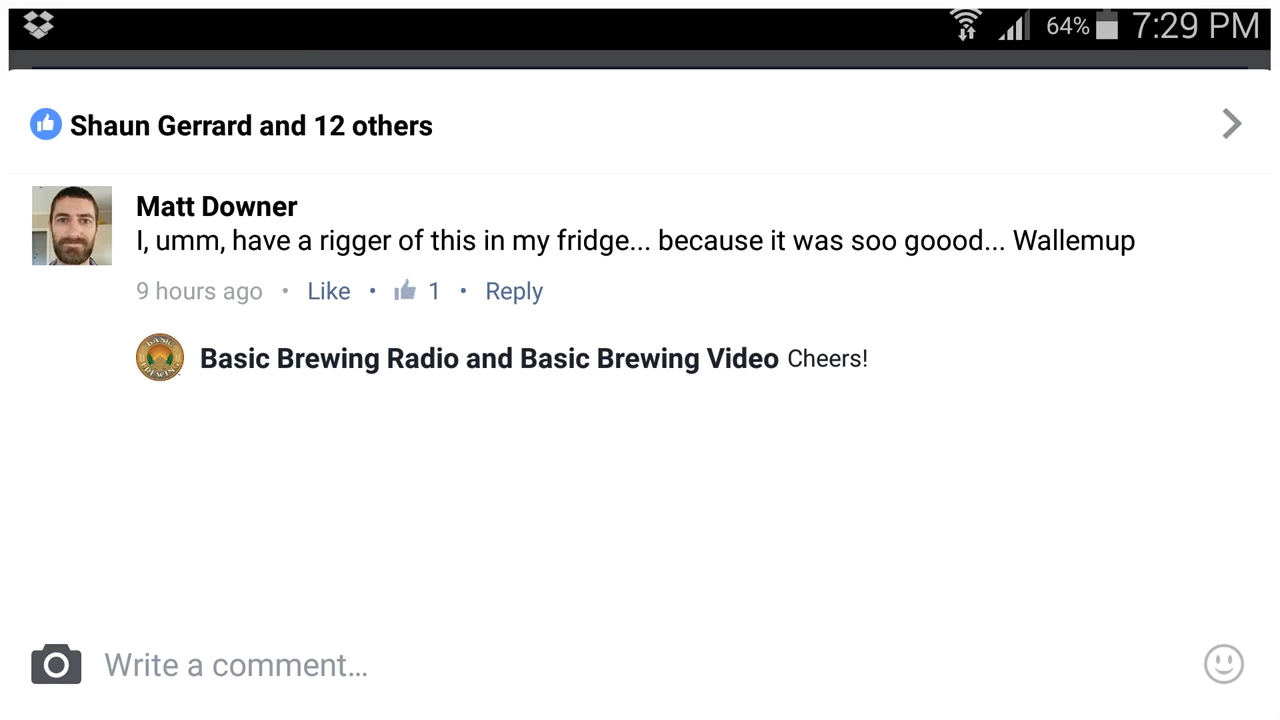 64% 7:29 PM
Shaun Gerrard and 12 others
Matt Downer
I, umm, have a rigger of this in my fridge... because it was soo goood... Wallemup
9 hours ago • Like • 1 • Reply
BASIC BREWING
Basic Brewing Radio and Basic Brewing Video Cheers!
Write a comment...